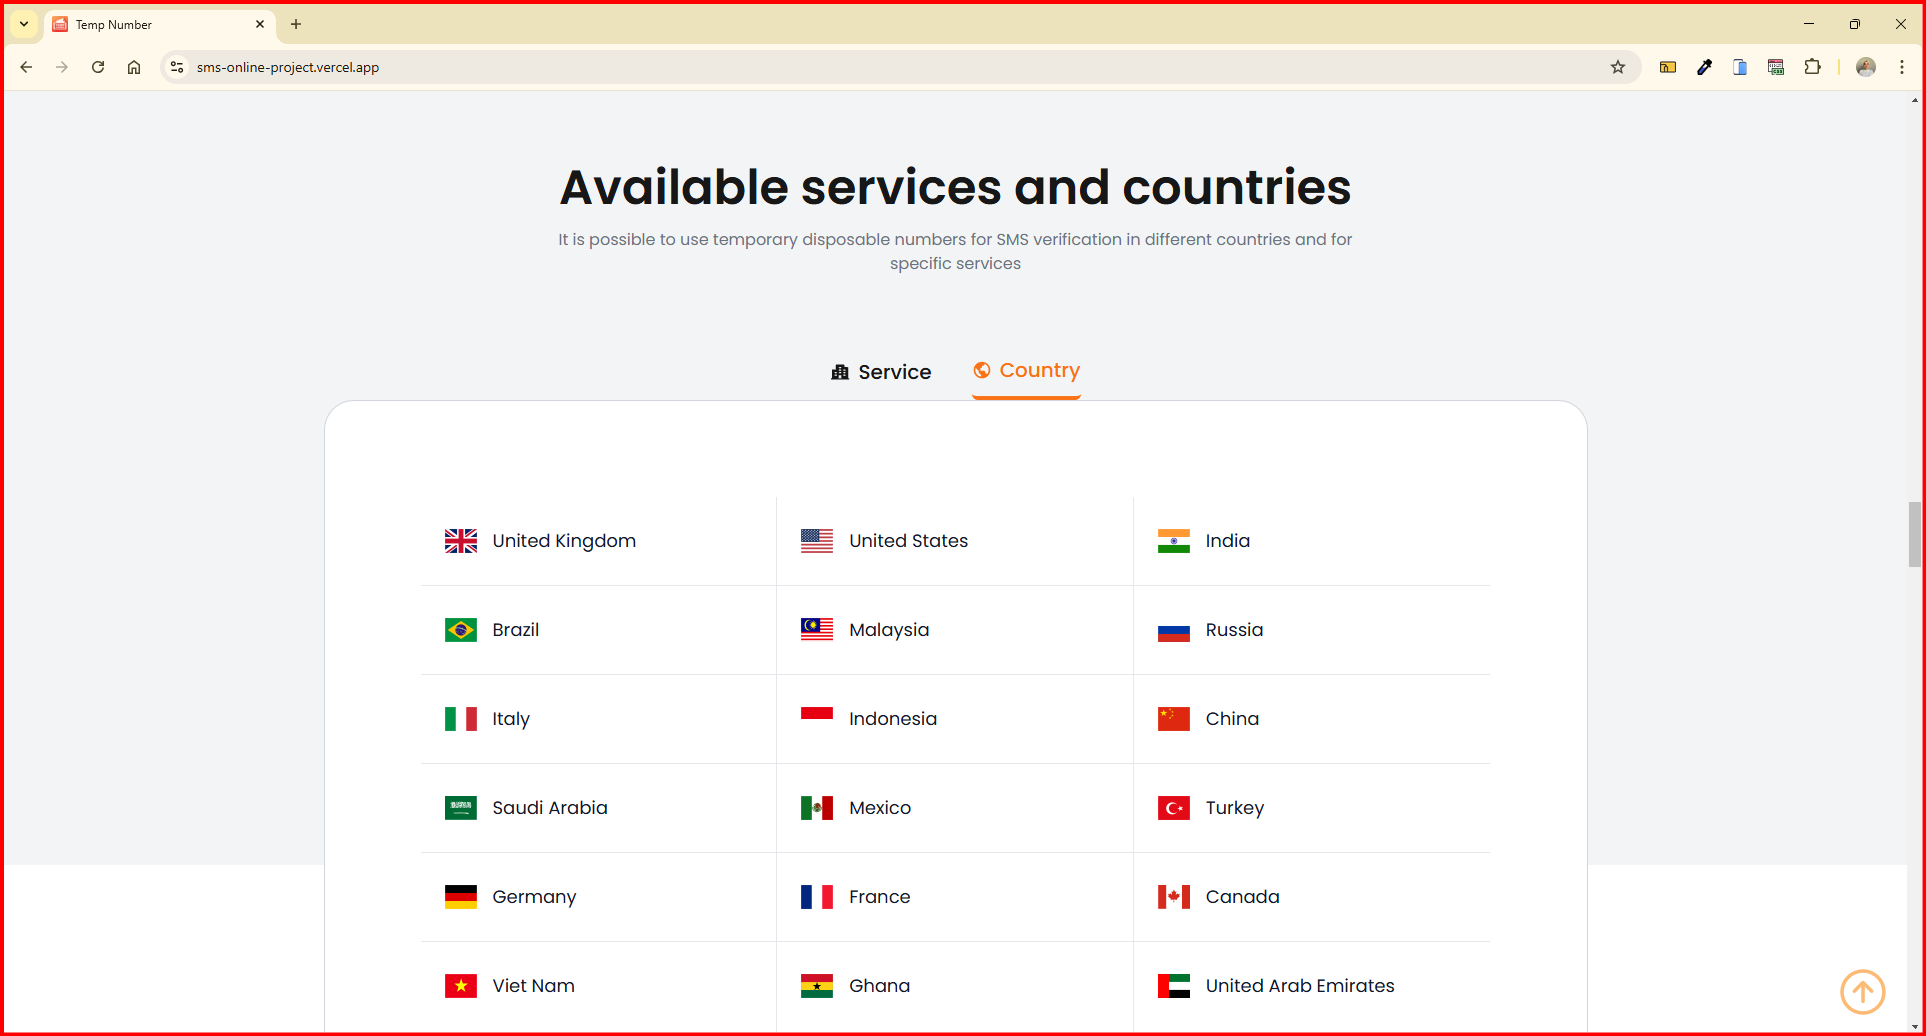 Temp Number
sms-online-project.vercel.app
Available services and countries
It is possible to use temporary disposable numbers for SMS verification in different countries and for
specific services
Service Country
United Kingdom United States India
Brazil Malaysia Russia
Italy Indonesia China
Saudi Arabia Mexico Turkey
Germany France Canada
Viet Nam Ghana United Arab Emirates